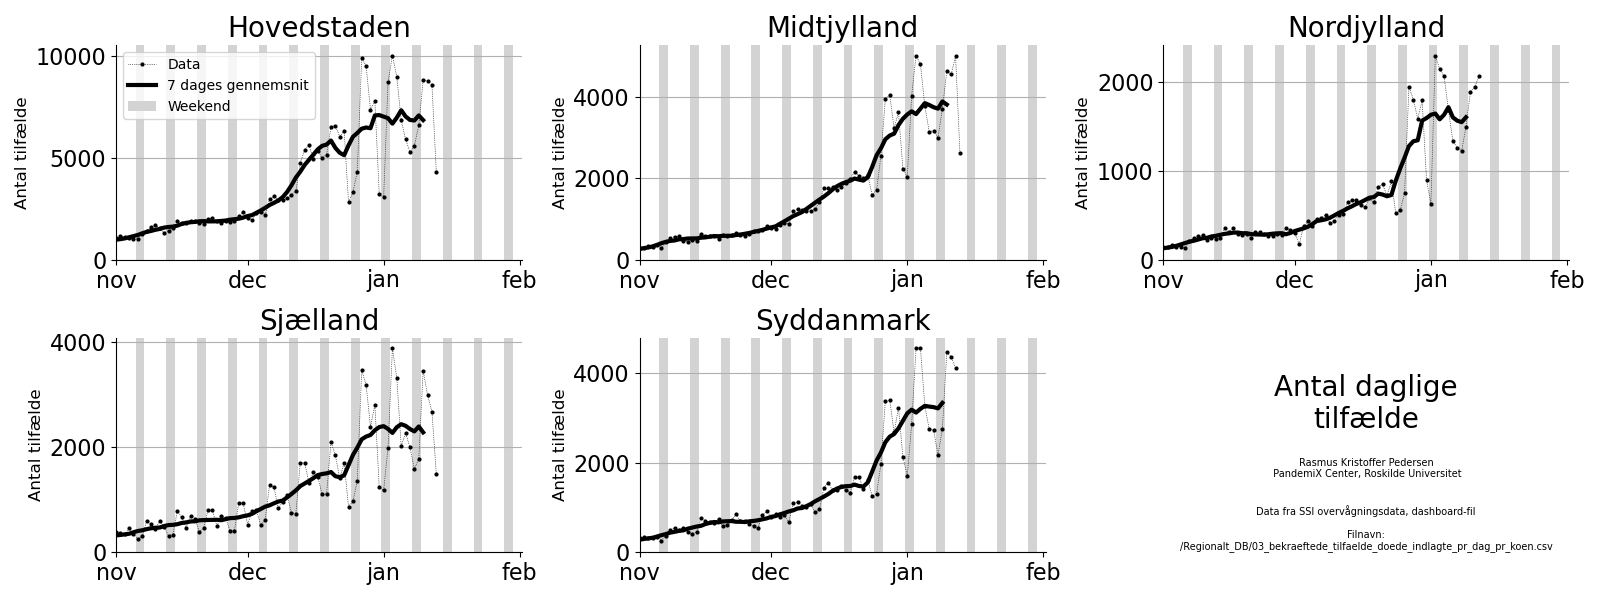 Hovedstaden
Antal tilfælde
10000
5000
0
Data
7 dages gennemsnit
Weekend
nov
dec
jan
feb
Midtjylland
Antal tilfælde
4000
2000
0
nov
dec
jan
feb
Nordjylland
Antal tilfælde
2000
1000
0
nov
dec
jan
feb
Sjælland
Antal tilfælde
4000
2000
0
nov
dec
jan
feb
Syddanmark
Antal tilfælde
4000
2000
0
nov
dec
jan
feb
Antal daglige
tilfælde
Rasmus Kristoffer Pedersen
PandemiX Center, Roskilde Universitet
Data fra SSI overvågningsdata, dashboard-fil
Filnavn:
/Regionalt_DB/03_bekraeftede_tilfaelde_doede_indlagte_pr_dag_pr_koen.csv